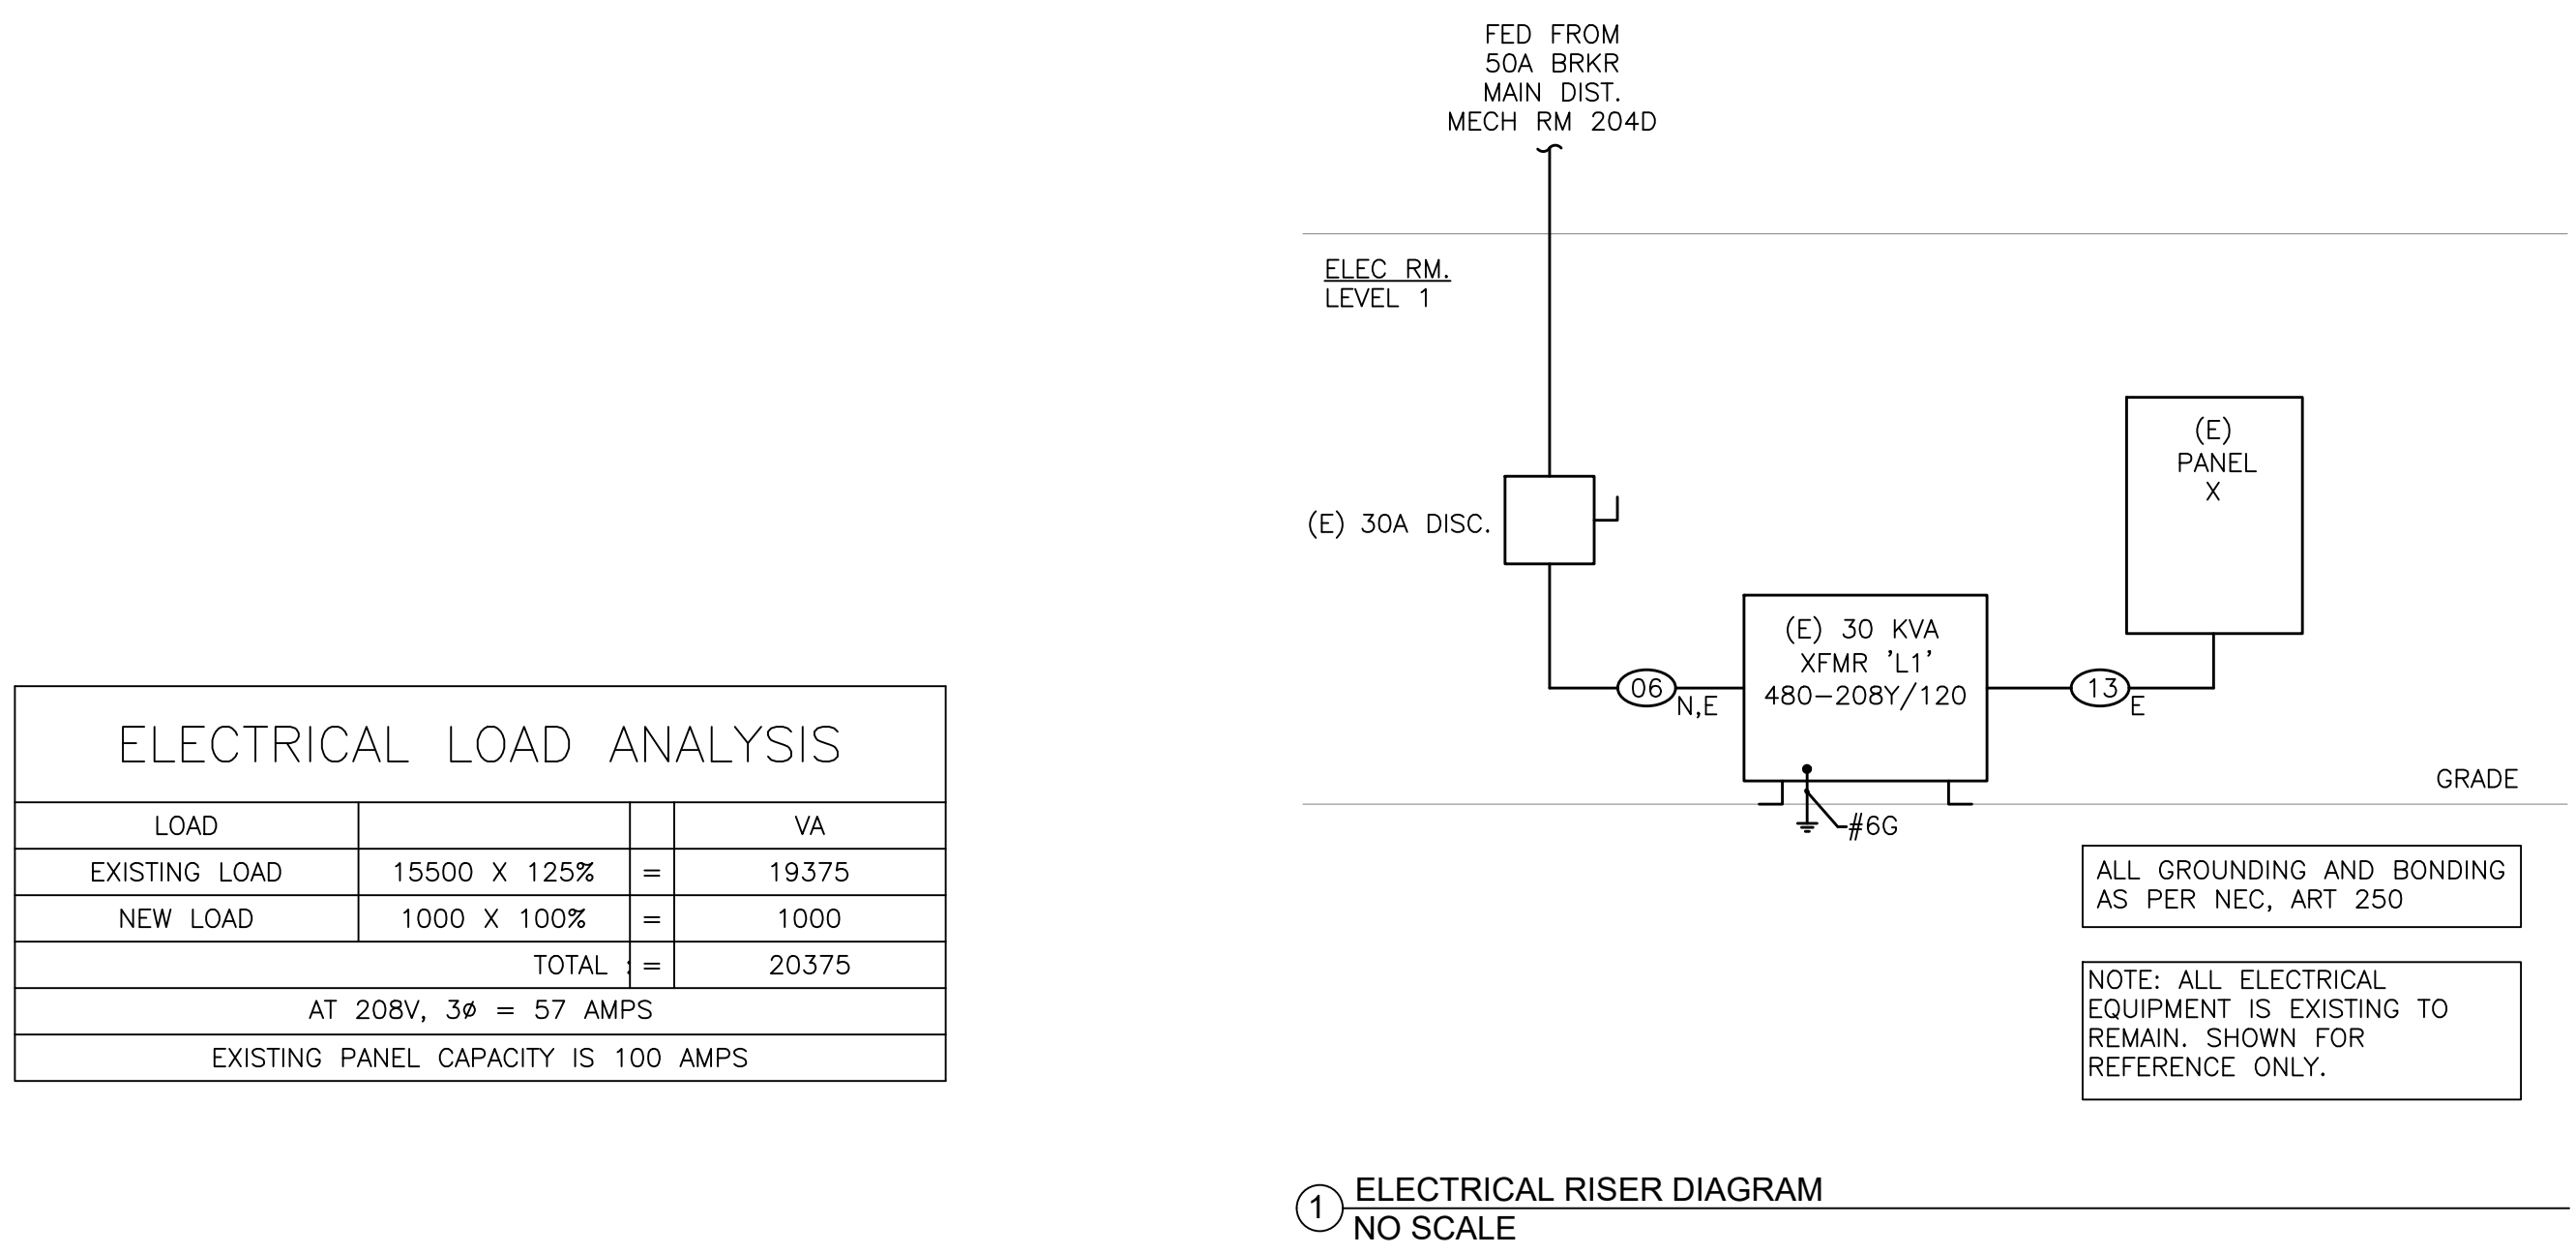 FED FROM
50A BRKR
MAIN DIST.
MECH RM 204D
ELEC RM.
LEVEL 1
(E) 30A DISC.
(E)
PANEL
X
(E) 30 KVA
XFMR 'L1'
480-208Y/120
06
N,E
13
E
GRADE
#6G
ELECTRICAL LOAD ANALYSIS
LOAD VA
EXISTING LOAD 15500 X 125% = 19375
NEW LOAD 1000 X 100% = 1000
TOTAL : = 20375
AT 208V, 3ø = 57 AMPS
EXISTING PANEL CAPACITY IS 100 AMPS
ALL GROUNDING AND BONDING
AS PER NEC, ART 250
NOTE: ALL ELECTRICAL
EQUIPMENT IS EXISTING TO
REMAIN. SHOWN FOR
REFERENCE ONLY.
1 ELECTRICAL RISER DIAGRAM
NO SCALE